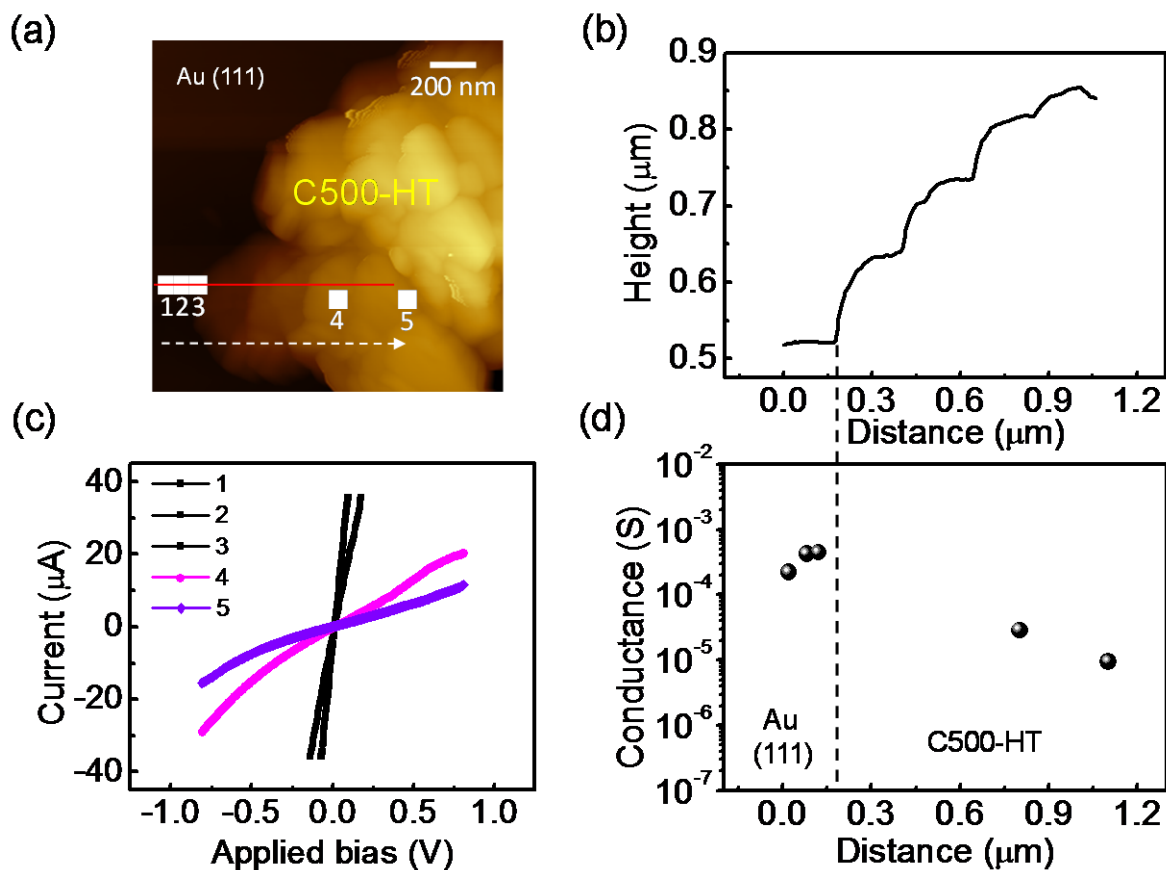 (a)
Au (111)
200 nm
C500-HT
123
4
5
(b)
0.9
0.8
0.7
0.6
0.5
Height (μm)
0.0 0.3 0.6 0.9 1.2
Distance (μm)
(c)
40
20
0
−20
−40
Current (μA)
1
2
3
4
5
−1.0 −0.5 0.0 0.5 1.0
Applied bias (V)
(d)
10⁻²
10⁻³
10⁻⁴
10⁻⁵
10⁻⁶
10⁻⁷
Conductance (S)
Au
(111)
C500-HT
0.0 0.3 0.6 0.9 1.2
Distance (μm)